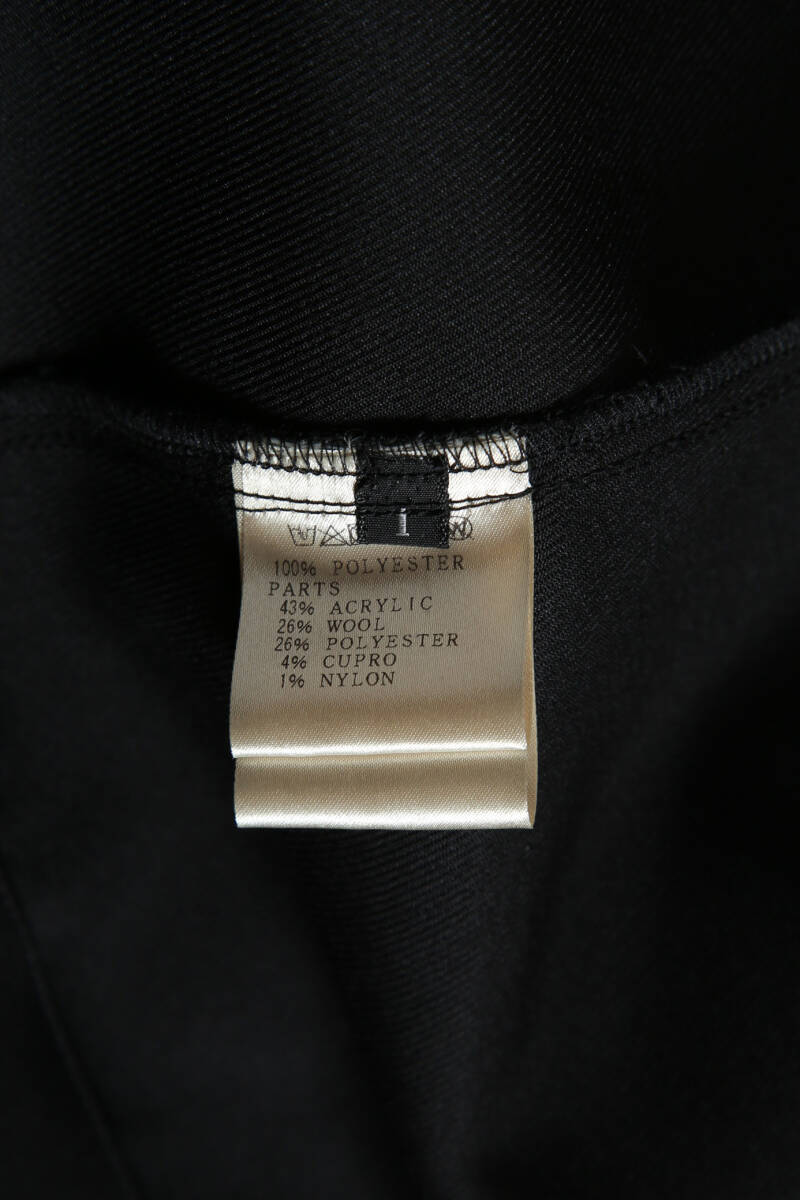 1
W
100% POLYESTER
PARTS
43% ACRYLIC
26% WOOL
26% POLYESTER
4% CUPRO
1% NYLON